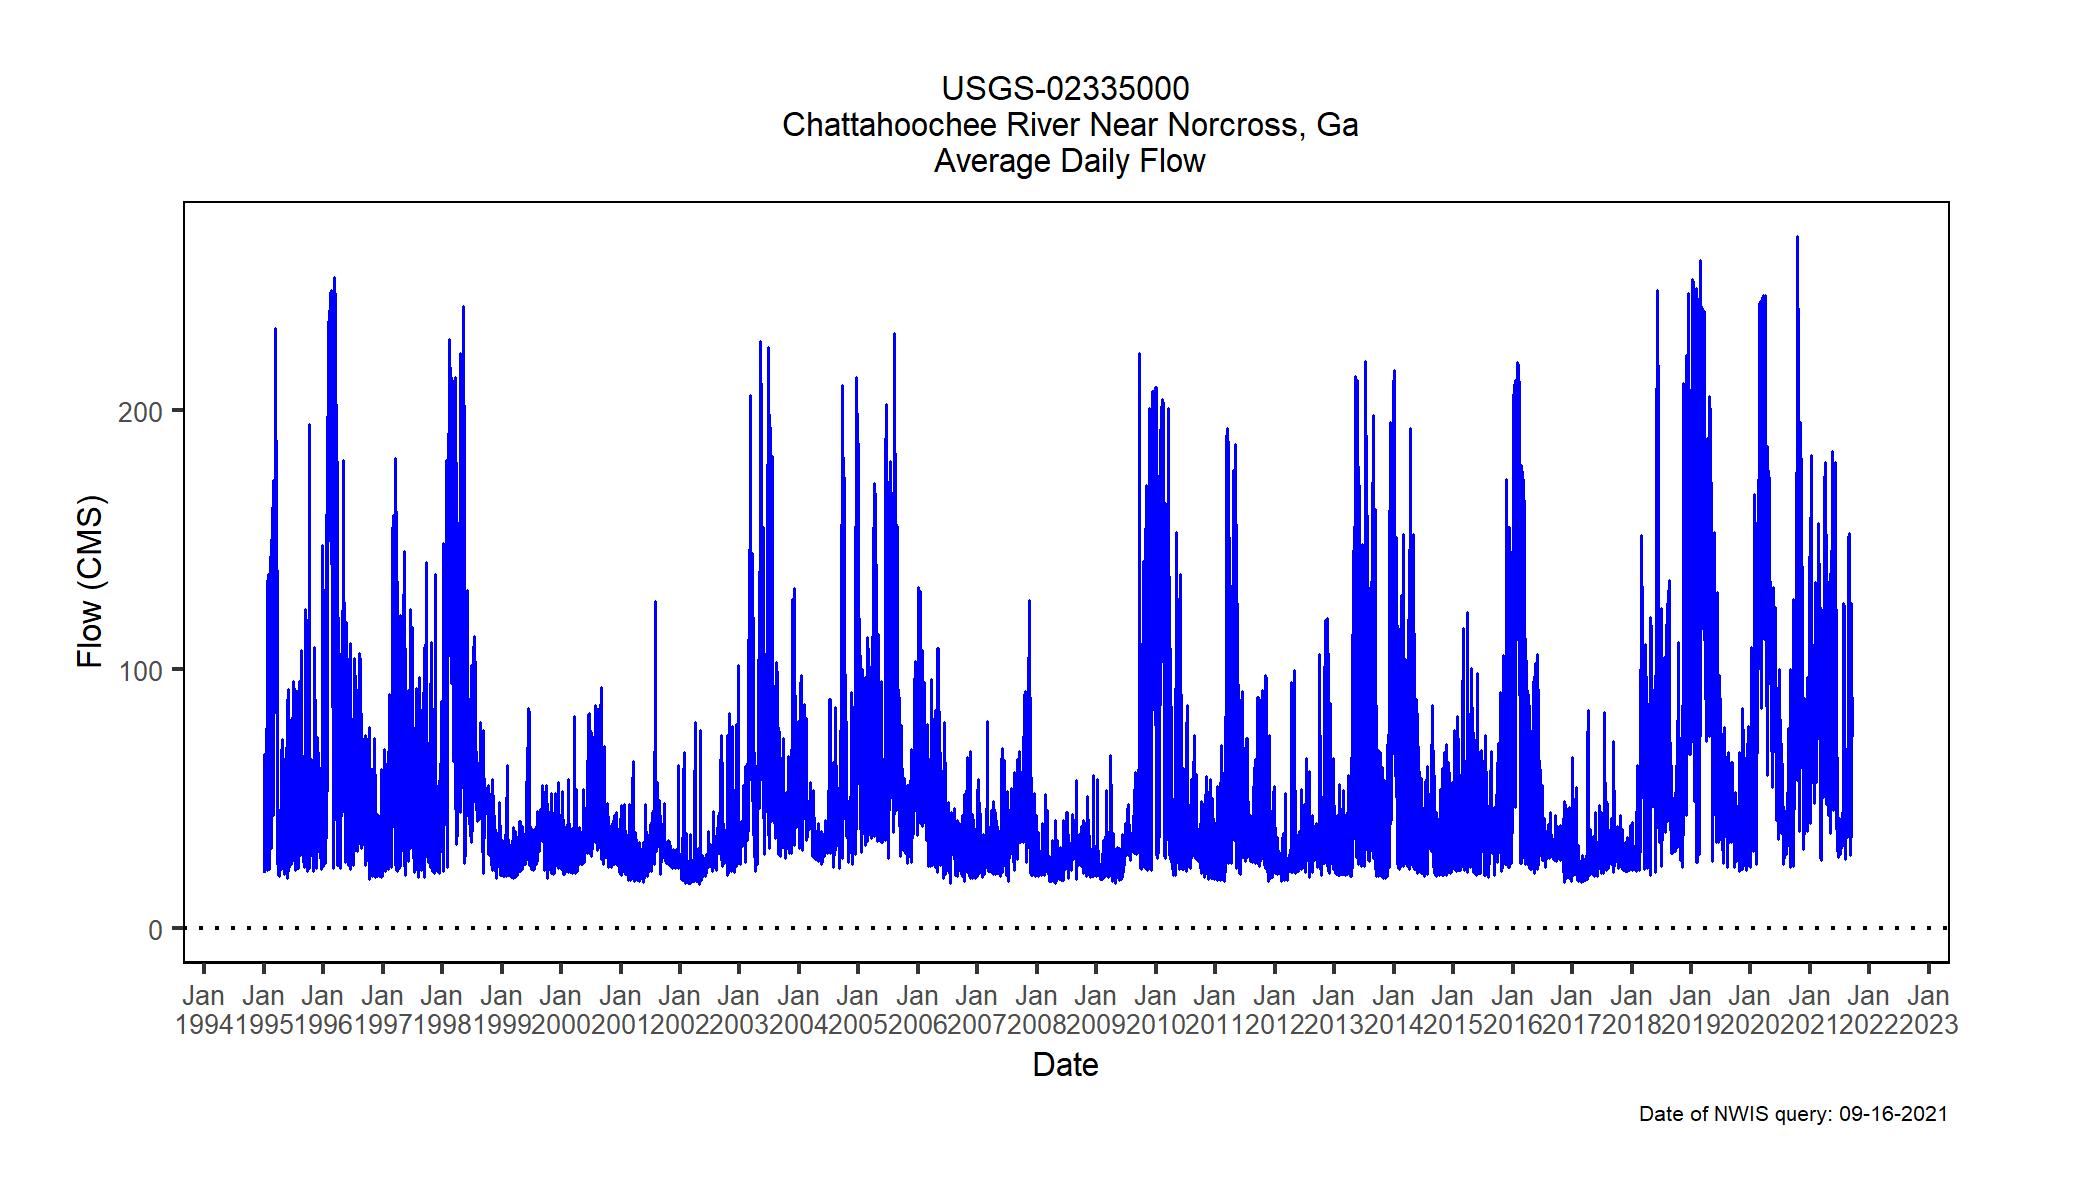 USGS-02335000
Chattahoochee River Near Norcross, Ga
Average Daily Flow
Flow (CMS)
200
100
0
Jan Jan Jan Jan Jan Jan Jan Jan Jan Jan Jan Jan Jan Jan Jan Jan Jan Jan Jan Jan Jan Jan Jan Jan Jan Jan Jan Jan Jan Jan
1994 1995 1996 1997 1998 1999 2000 2001 2002 2003 2004 2005 2006 2007 2008 2009 2010 2011 2012 2013 2014 2015 2016 2017 2018 2019 2020 2021 2022 2023
Date
Date of NWIS query: 09-16-2021